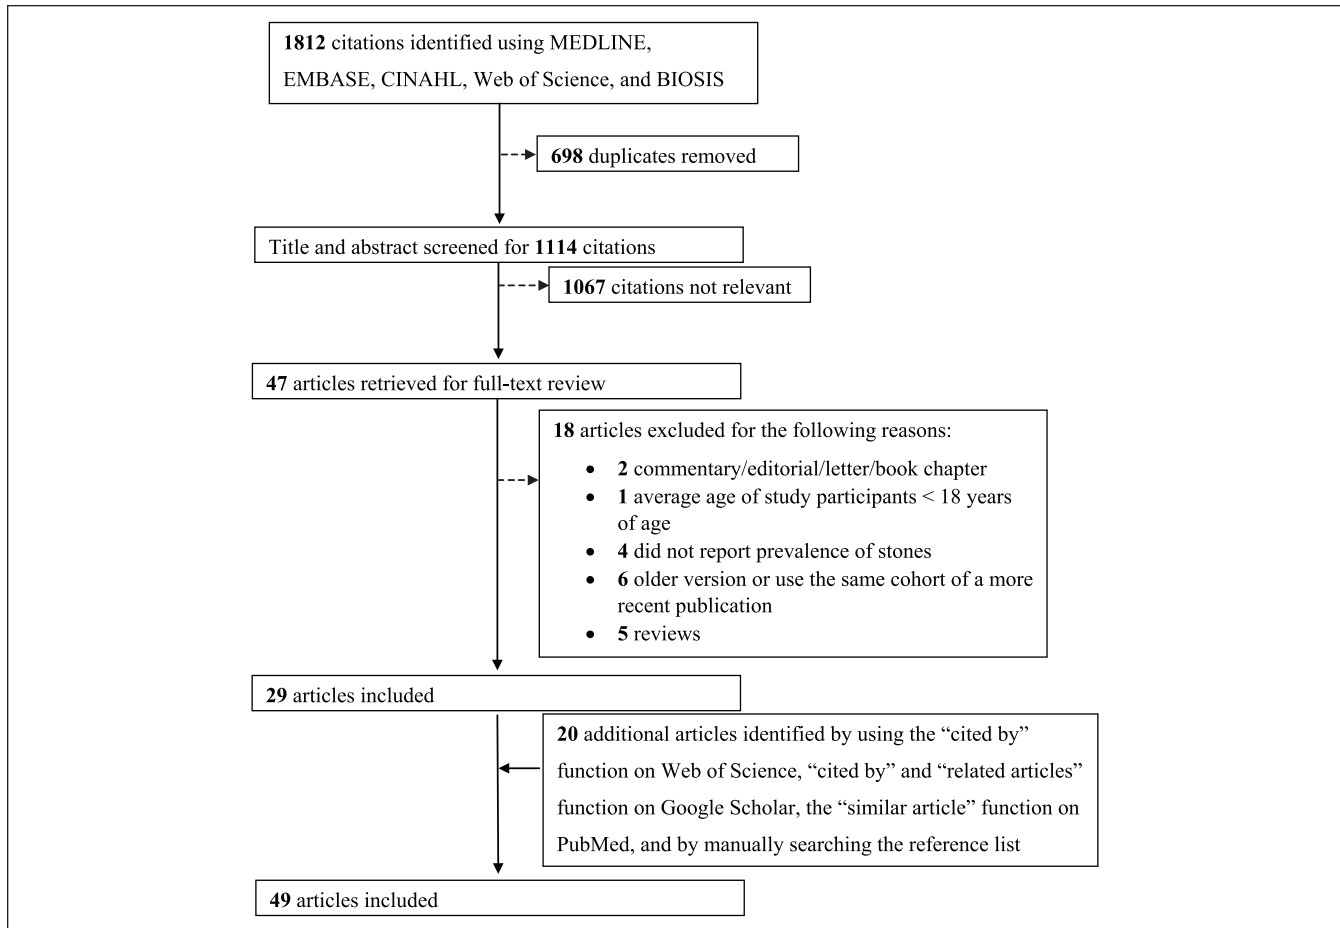 1812 citations identified using MEDLINE,
EMBASE, CINAHL, Web of Science, and BIOSIS
698 duplicates removed
Title and abstract screened for 1114 citations
1067 citations not relevant
47 articles retrieved for full-text review
18 articles excluded for the following reasons:
• 2 commentary/editorial/letter/book chapter
• 1 average age of study participants < 18 years
of age
• 4 did not report prevalence of stones
• 6 older version or use the same cohort of a more
recent publication
• 5 reviews
29 articles included
20 additional articles identified by using the “cited by”
function on Web of Science, “cited by” and “related articles”
function on Google Scholar, the “similar article” function on
PubMed, and by manually searching the reference list
49 articles included